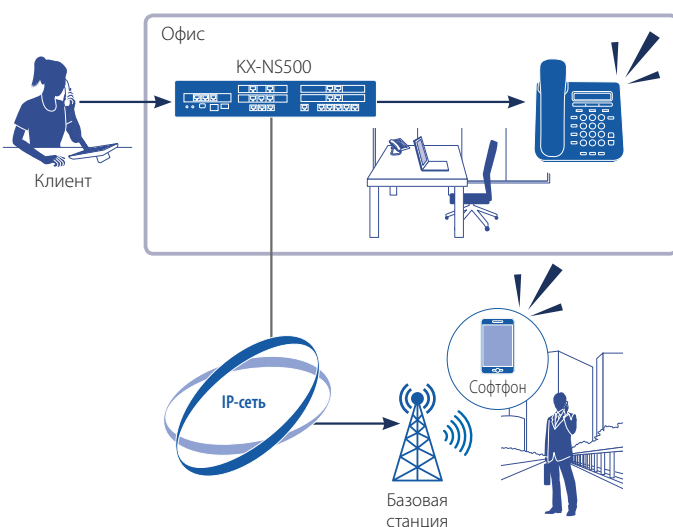 Офис
KX-NS500
Клиент
Софтфон
IP-сеть
Базовая
станция